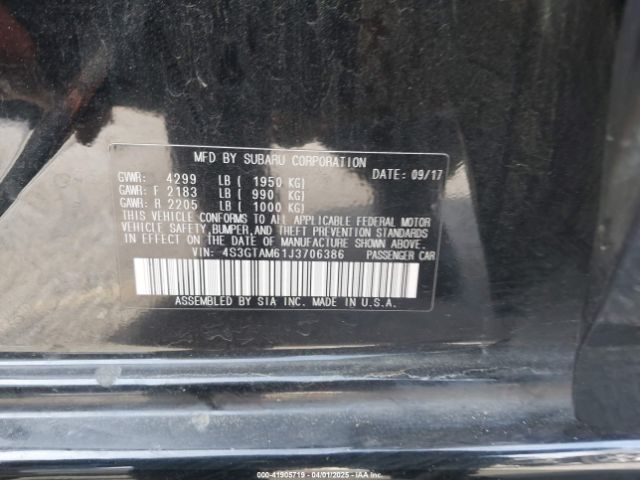 MFD BY SUBARU CORPORATION
GVWR: 4299 LB ( 1950 KG) DATE: 09/17
GAWR: F 2183 LB ( 990 KG)
GAWR: R 2205 LB ( 1000 KG)
THIS VEHICLE CONFORMS TO ALL APPLICABLE FEDERAL MOTOR
VEHICLE SAFETY, BUMPER, AND THEFT PREVENTION STANDARDS
IN EFFECT ON THE DATE OF MANUFACTURE SHOWN ABOVE.
VIN: 4S3GTAM61J3706386 PASSENGER CAR
ASSEMBLED BY SIA INC. MADE IN U.S.A.
000-41905719 - 04/01/2025 - IAAI.COM